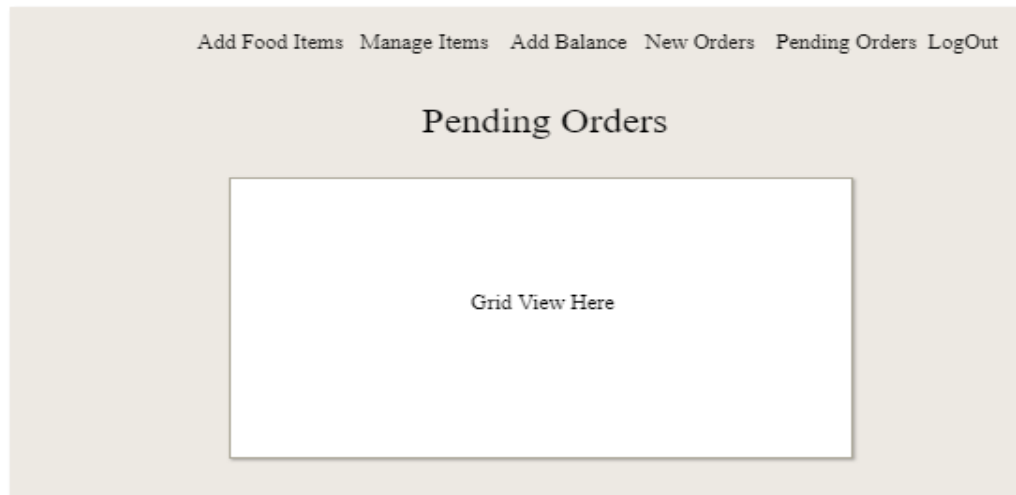 Add Food Items Manage Items Add Balance New Orders Pending Orders LogOut
Pending Orders
Grid View Here